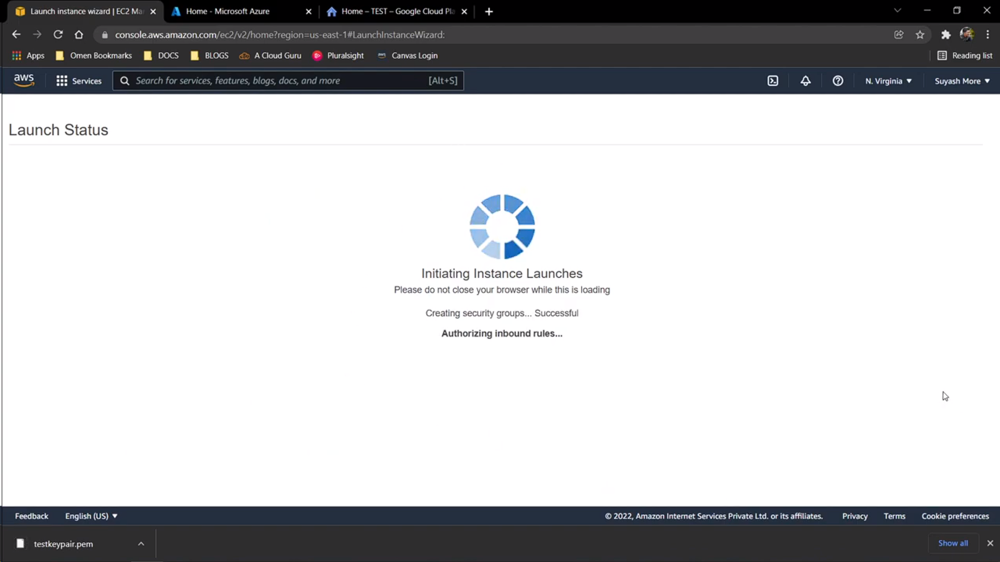 Launch instance wizard | EC2 Ma
Home - Microsoft Azure
Home – TEST – Google Cloud Pla
console.aws.amazon.com/ec2/v2/home?region=us-east-1#LaunchInstanceWizard:
Apps
Omen Bookmarks
DOCS
BLOGS
A Cloud Guru
Pluralsight
aws
Canvas Login
Reading list
aws
Services
Search for services, features, blogs, docs, and more
[Alt+S]
N. Virginia
Suyash More
Launch Status
Initiating Instance Launches
Please do not close your browser while this is loading
Creating security groups... Successful
Authorizing inbound rules...
Feedback
English (US)
© 2022, Amazon Internet Services Private Ltd. or its affiliates.
Privacy
Terms
Cookie preferences
testkeypair.pem
Show all